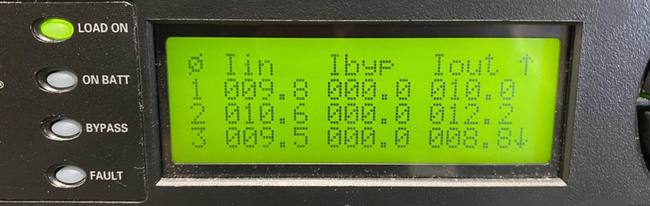 LOAD ON
ON BATT
BYPASS
FAULT
Ø Iin Ibyp Iout ↑
1 009.8 000.0 010.0
2 010.6 000.0 012.2
3 009.5 000.0 008.8↓